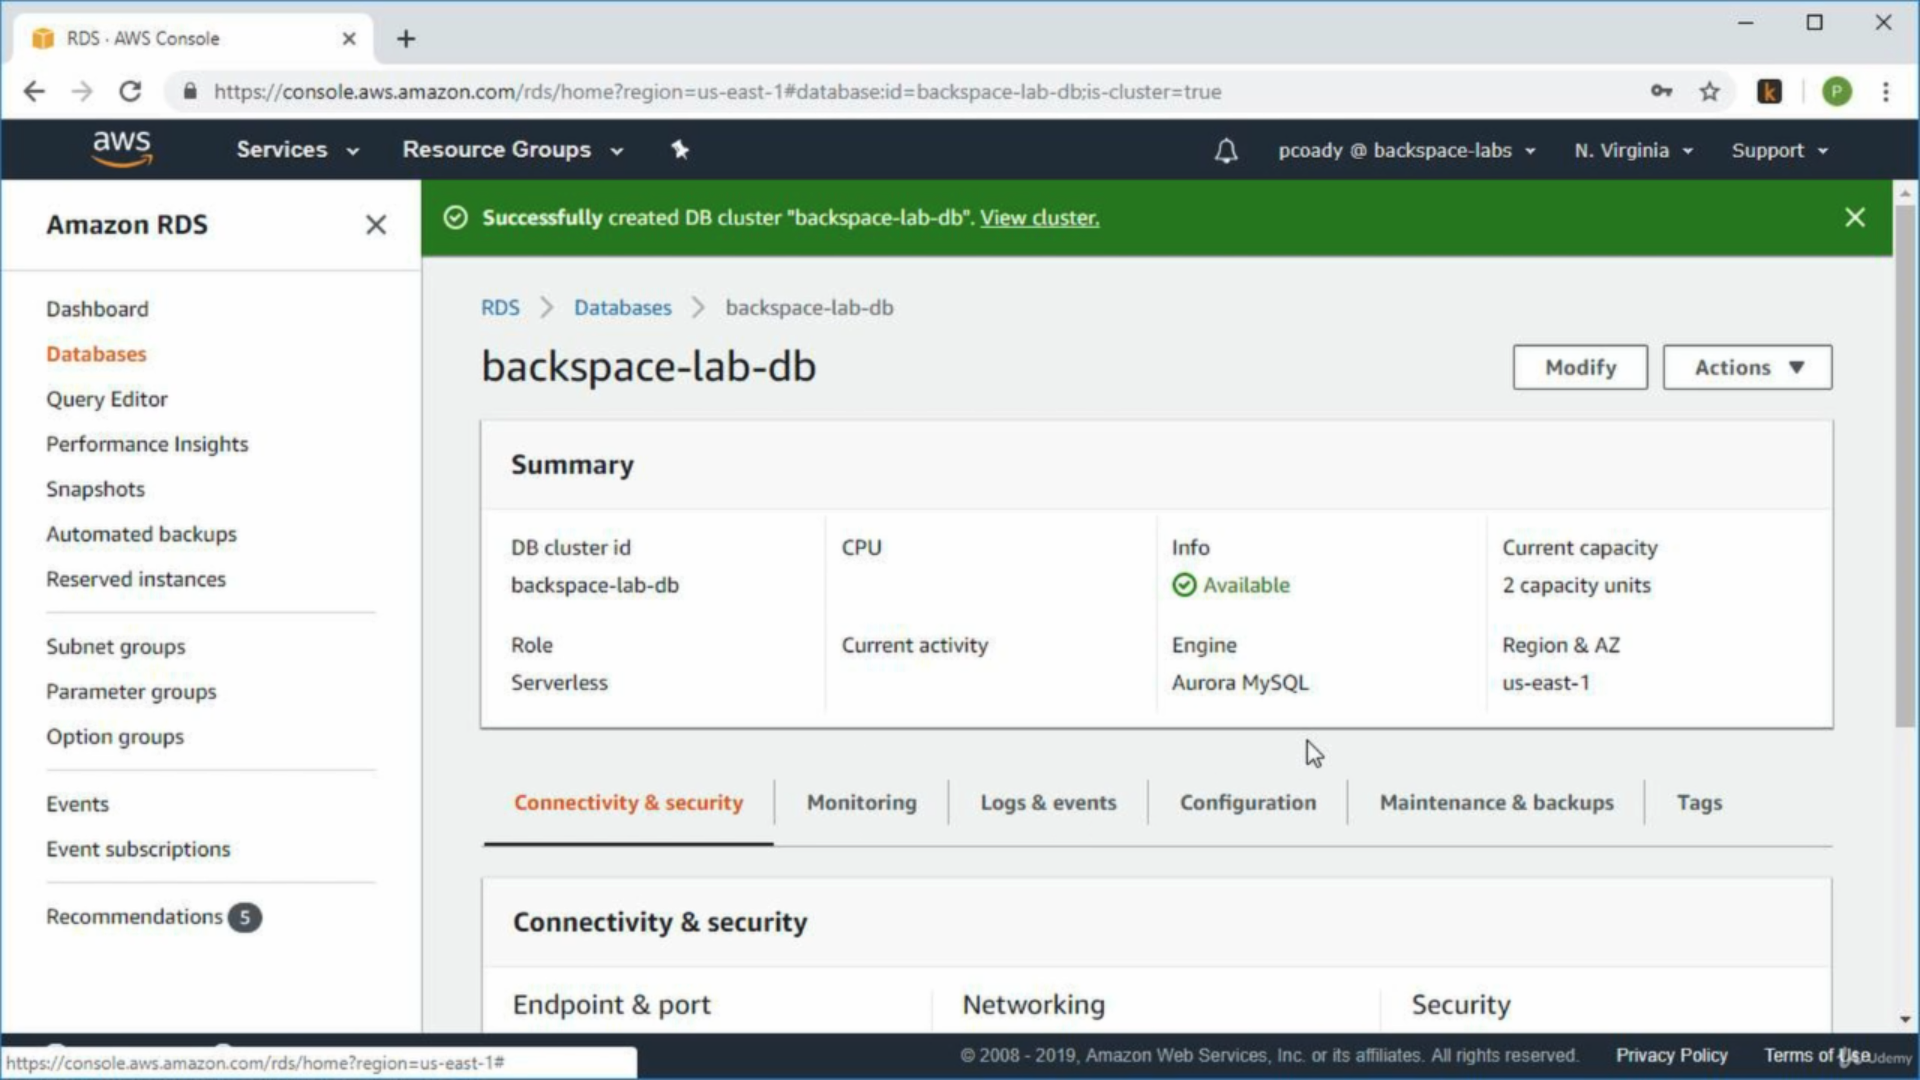 RDS · AWS Console
https://console.aws.amazon.com/rds/home?region=us-east-1#database:id=backspace-lab-db;is-cluster=true
k
P
aws
Services
Resource Groups
pcoady @ backspace-labs
N. Virginia
Support
Amazon RDS
Successfully created DB cluster "backspace-lab-db". View cluster.
Dashboard
Databases
Query Editor
Performance Insights
Snapshots
Automated backups
Reserved instances
Subnet groups
Parameter groups
Option groups
Events
Event subscriptions
Recommendations 5
RDS > Databases > backspace-lab-db
backspace-lab-db
Modify
Actions
Summary
DB cluster id
backspace-lab-db
CPU
Info
Available
Current capacity
2 capacity units
Role
Serverless
Current activity
Engine
Aurora MySQL
Region & AZ
us-east-1
Connectivity & security
Monitoring
Logs & events
Configuration
Maintenance & backups
Tags
Connectivity & security
Endpoint & port
Networking
Security
https://console.aws.amazon.com/rds/home?region=us-east-1#
© 2008 - 2019, Amazon Web Services, Inc. or its affiliates. All rights reserved.
Privacy Policy
Terms of Use
Udemy